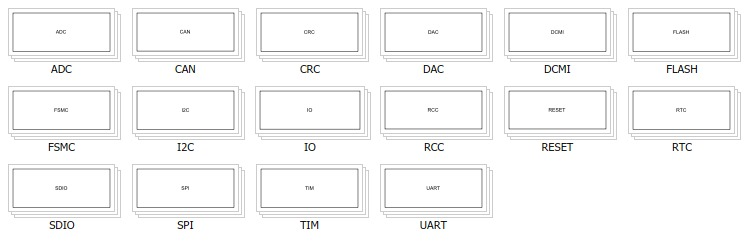 ADC CAN CRC DAC DCMI FLASH
ADC CAN CRC DAC DCMI FLASH
FSMC I2C IO RCC RESET RTC
FSMC I2C IO RCC RESET RTC
SDIO SPI TIM UART
SDIO SPI TIM UART